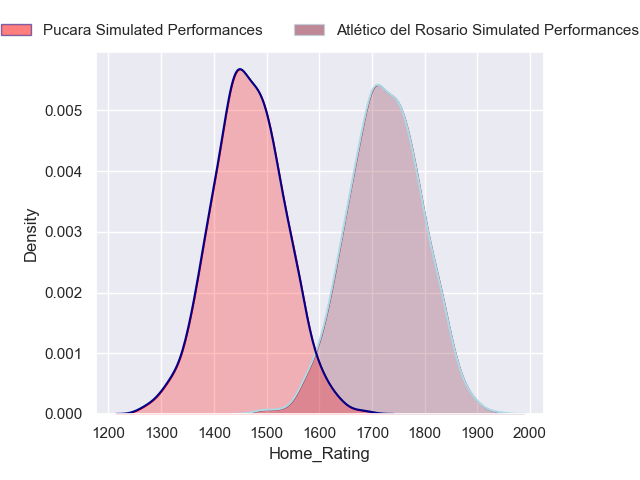 Pucara Simulated Performances
Atlético del Rosario Simulated Performances
0.005
0.004
0.003
0.002
0.001
0.000
Density
1200 1300 1400 1500 1600 1700 1800 1900 2000
Home_Rating